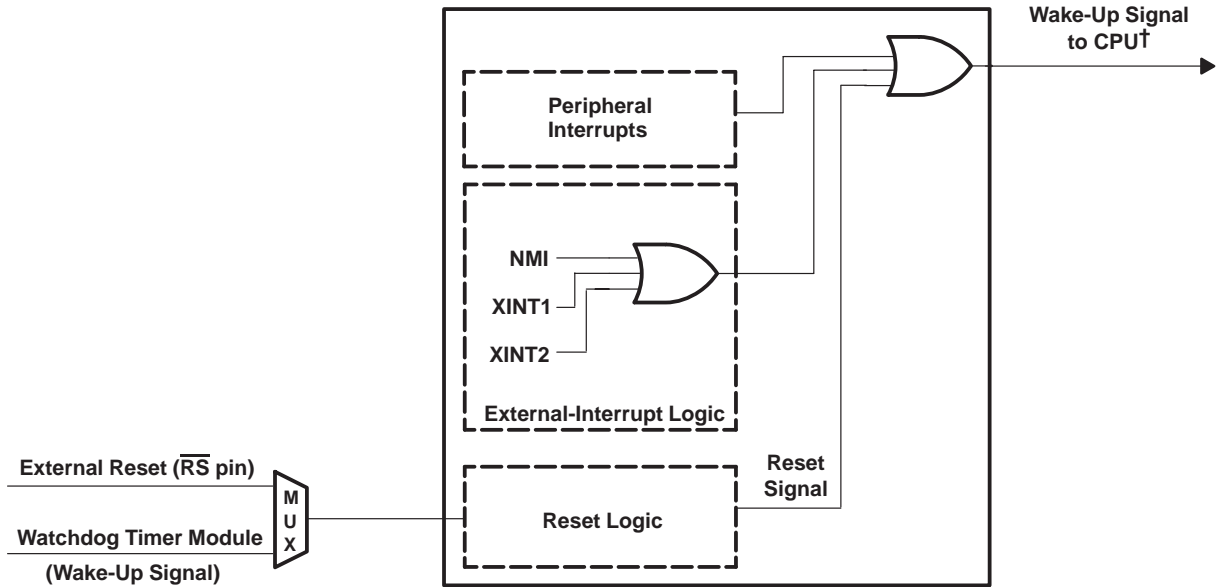 Wake-Up Signal
to CPU†
Peripheral
Interrupts
NMI
XINT1
XINT2
External-Interrupt Logic
External Reset (R̅S̅ pin)
M
U
X
Watchdog Timer Module
(Wake-Up Signal)
Reset Logic
Reset
Signal